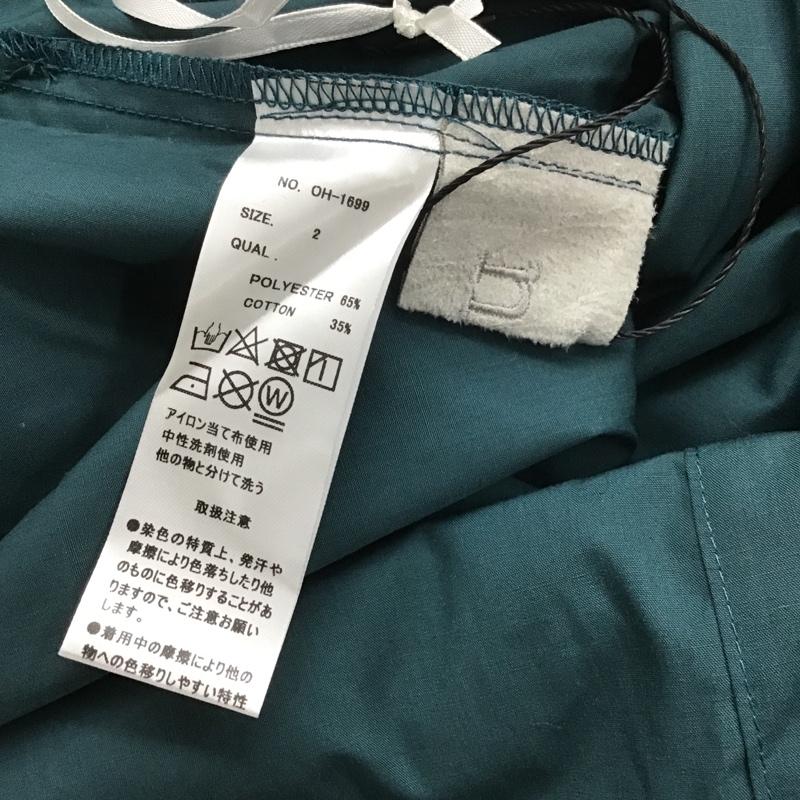 NO. OH-1699
SIZE. 2
QUAL.
POLYESTER 65%
COTTON 35%
W
アイロン当て布使用
中性洗剤使用
他の物と分けて洗う
取扱注意
●染色の特質上、発汗や
摩擦により色落ちしたり他
のものに色移りすることがあ
りますので、ご注意お願い
します。
●着用中の摩擦により他の
物への色移りしやすい特性